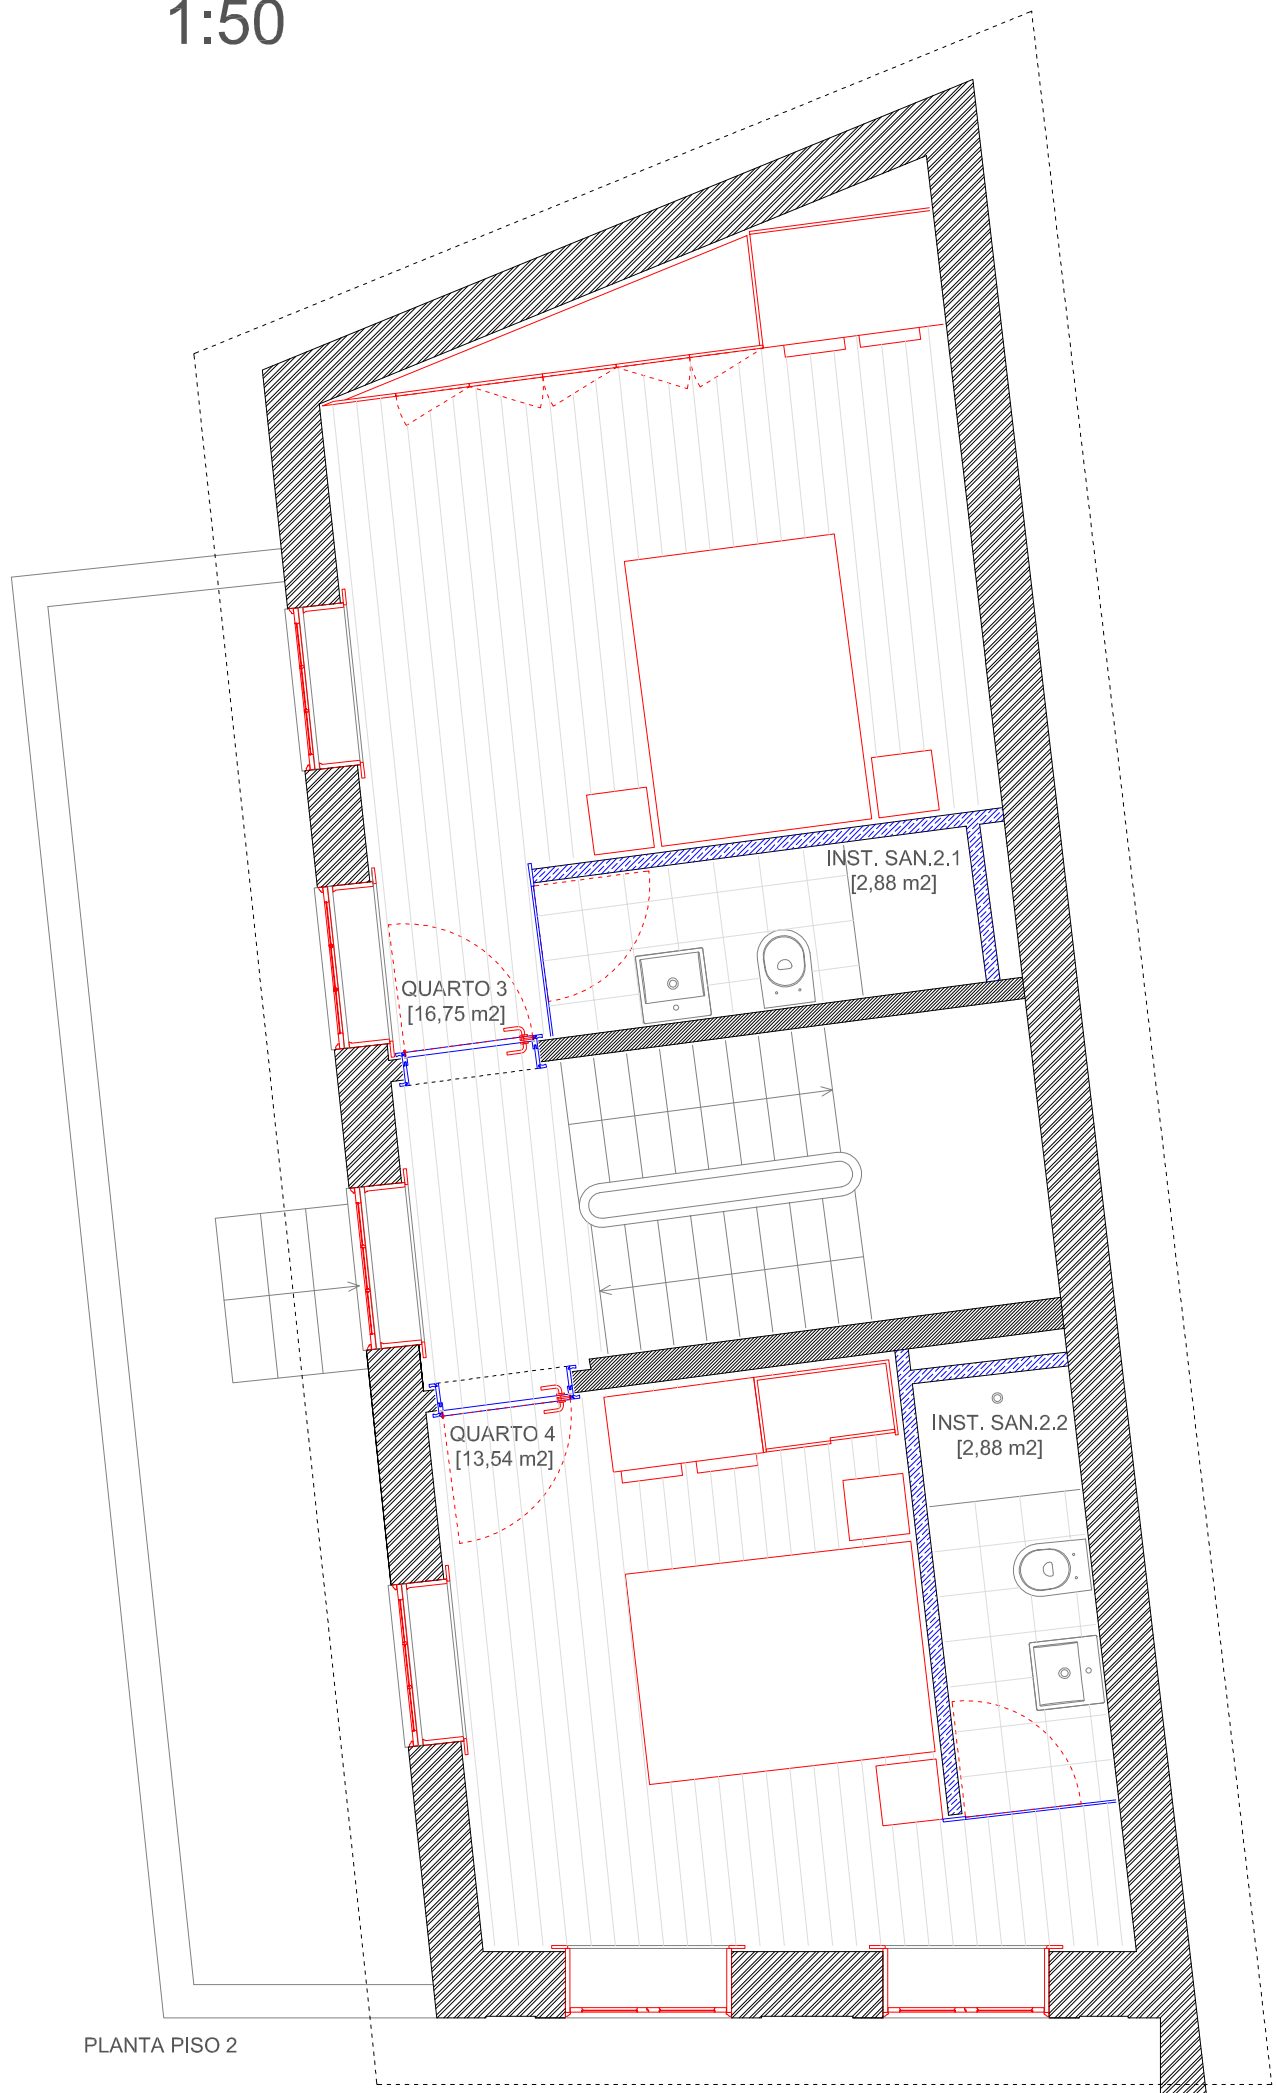 1:50
INST. SAN.2.1
[2,88 m2]
QUARTO 3
[16,75 m2]
INST. SAN.2.2
[2,88 m2]
QUARTO 4
[13,54 m2]
PLANTA PISO 2